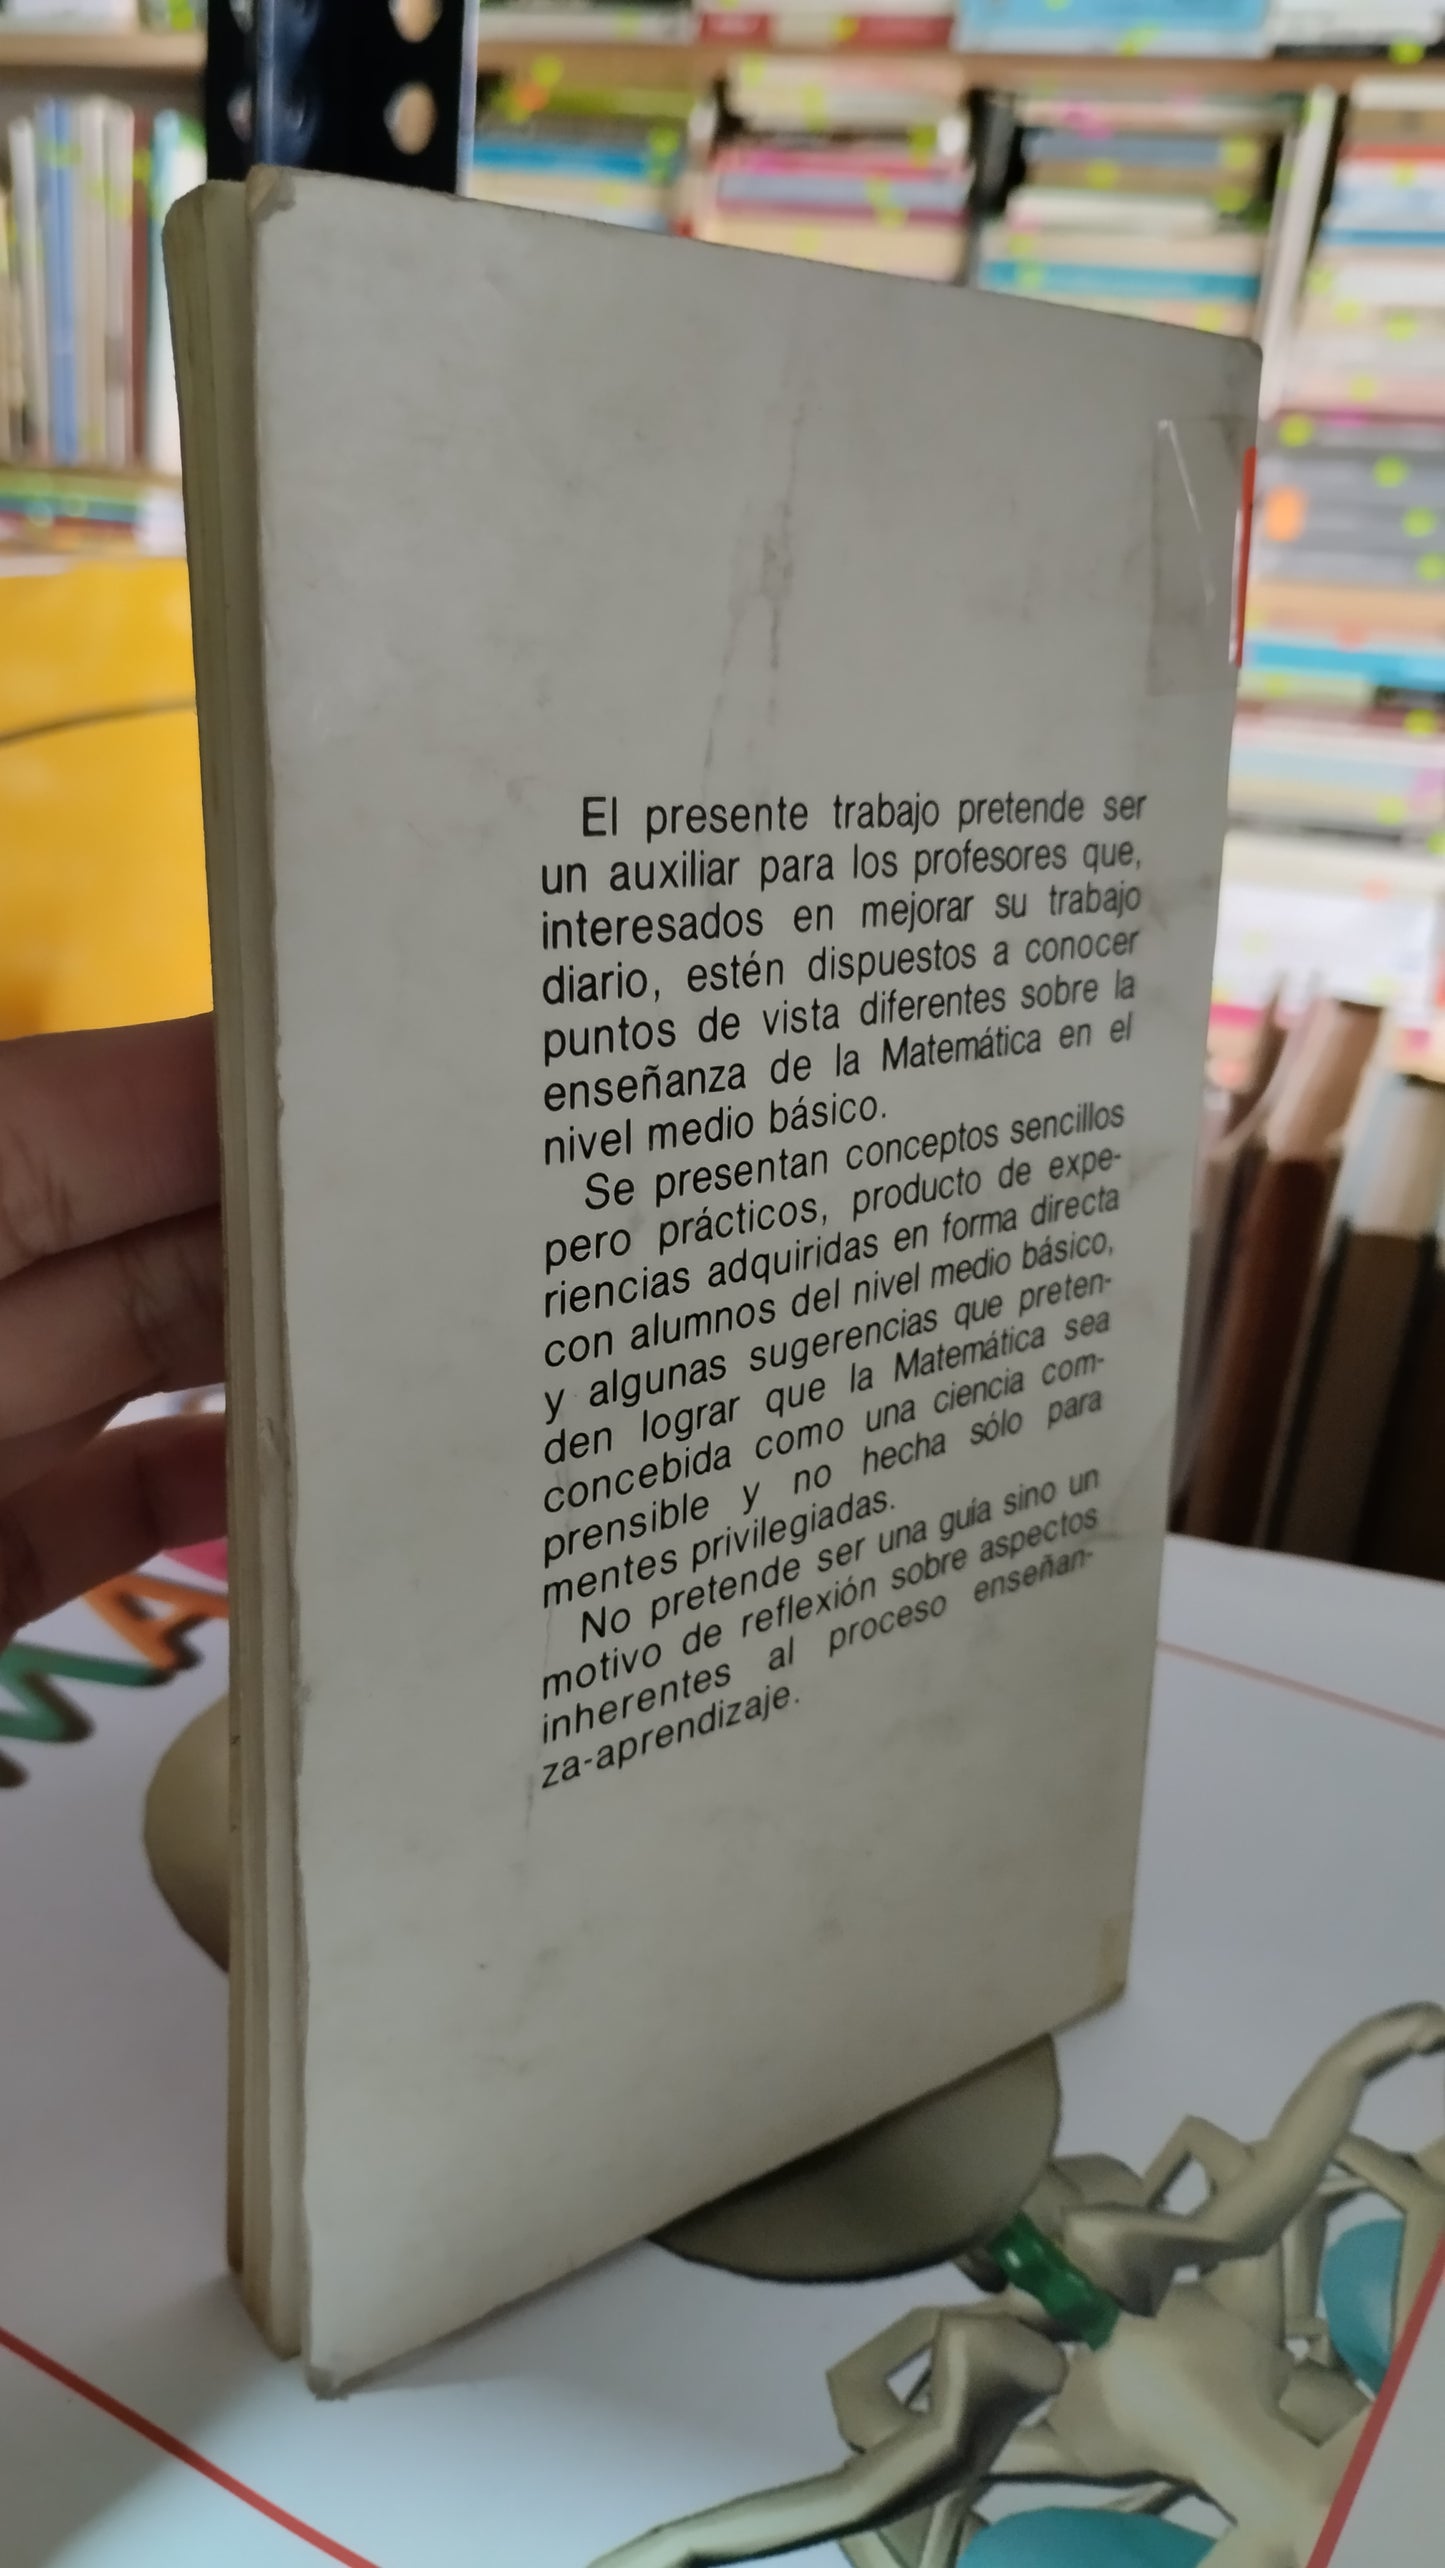 El presente trabajo pretende ser
un auxiliar para los profesores que,
interesados en mejorar su trabajo
diario, estén dispuestos a conocer
puntos de vista diferentes sobre la
enseñanza de la Matemática en el
nivel medio básico.
Se presentan conceptos sencillos
pero prácticos, producto de expe-
riencias adquiridas en forma directa
con alumnos del nivel medio básico,
y algunas sugerencias que preten-
den lograr que la Matemática sea
concebida como una ciencia com-
prensible y no hecha sólo para
mentes privilegiadas.
No pretende ser una guía sino un
motivo de reflexión sobre aspectos
inherentes al proceso enseñan-
za-aprendizaje.